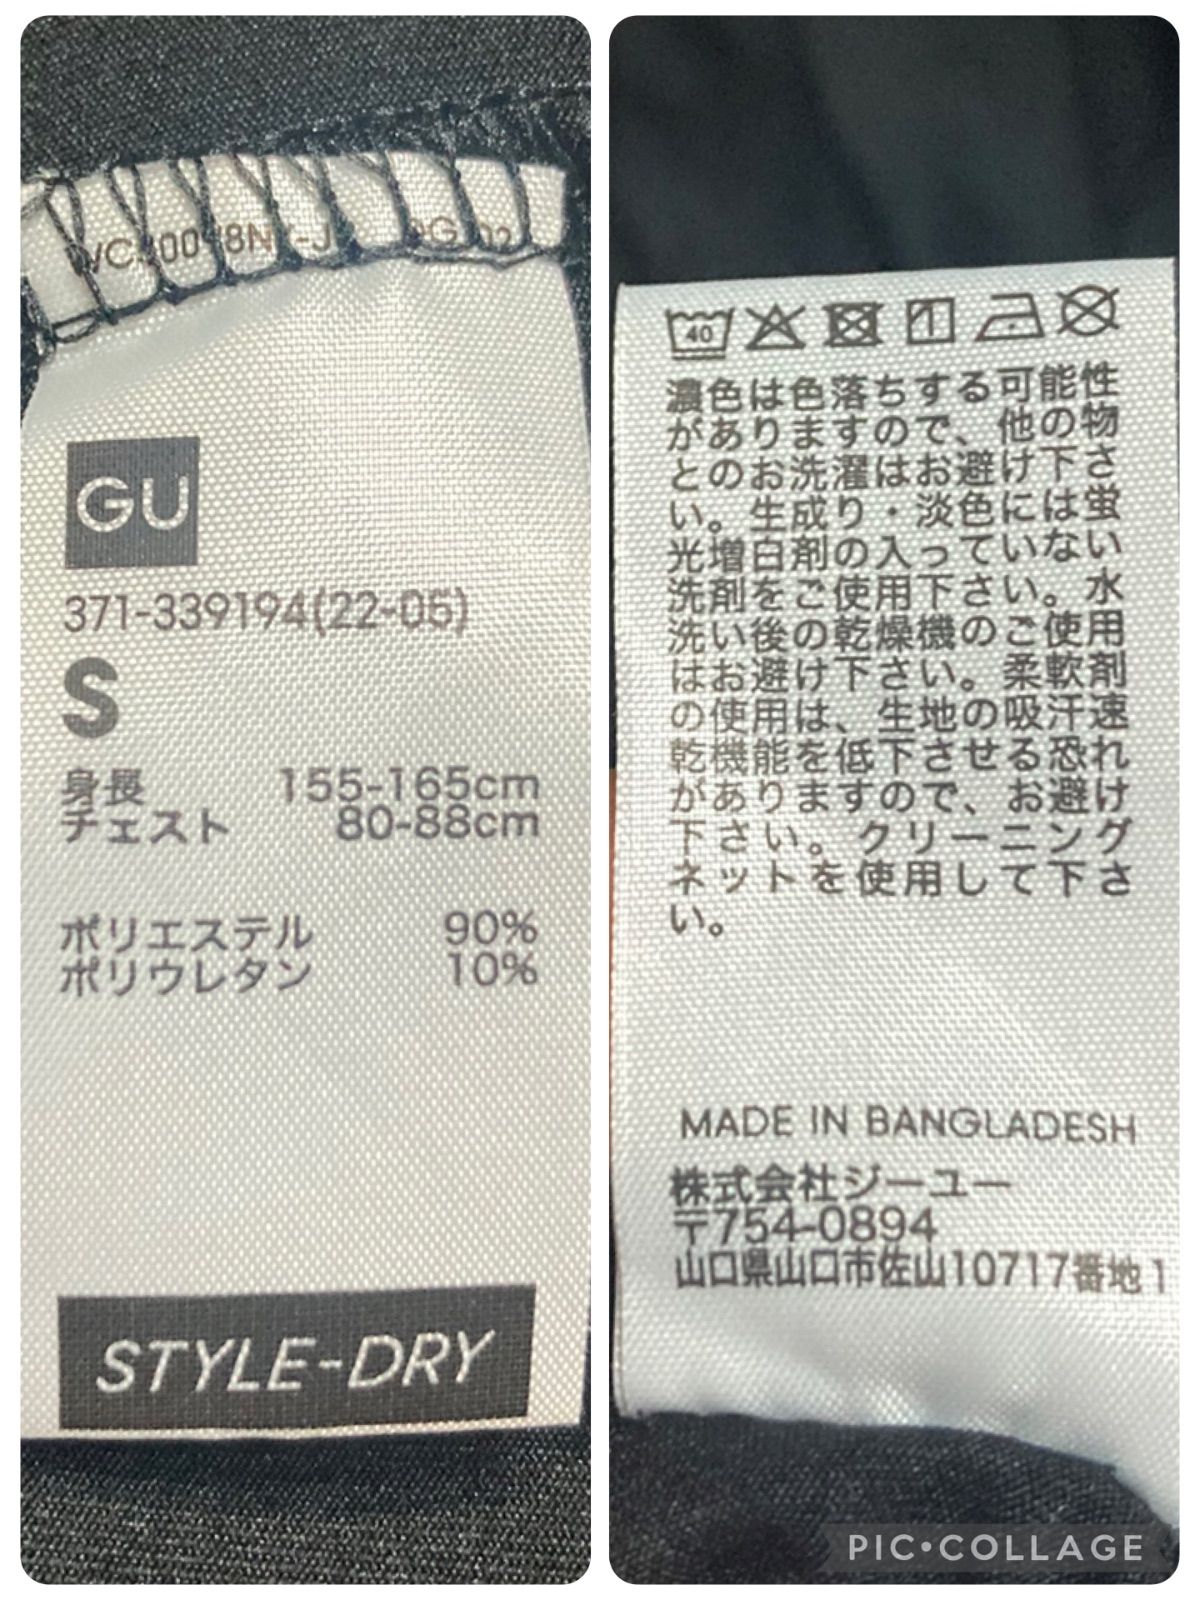 GU
371-339194(22-05)
S
身長 155-165cm
チェスト 80-88cm
ポリエステル 90%
ポリウレタン 10%
STYLE-DRY
40
濃色は色落ちする可能性
がありますので、他の物
とのお洗濯はお避け下さ
い。生成り・淡色には蛍
光増白剤の入っていない
洗剤をご使用下さい。水
洗い後の乾燥機のご使用
はお避け下さい。柔軟剤
の使用は、生地の吸汗速
乾機能を低下させる恐れ
がありますので、お避け
下さい。クリーニング
ネットを使用して下さ
い。
MADE IN BANGLADESH
株式会社ジーユー
〒754-0894
山口県山口市佐山10717番地1
PIC•COLLAGE